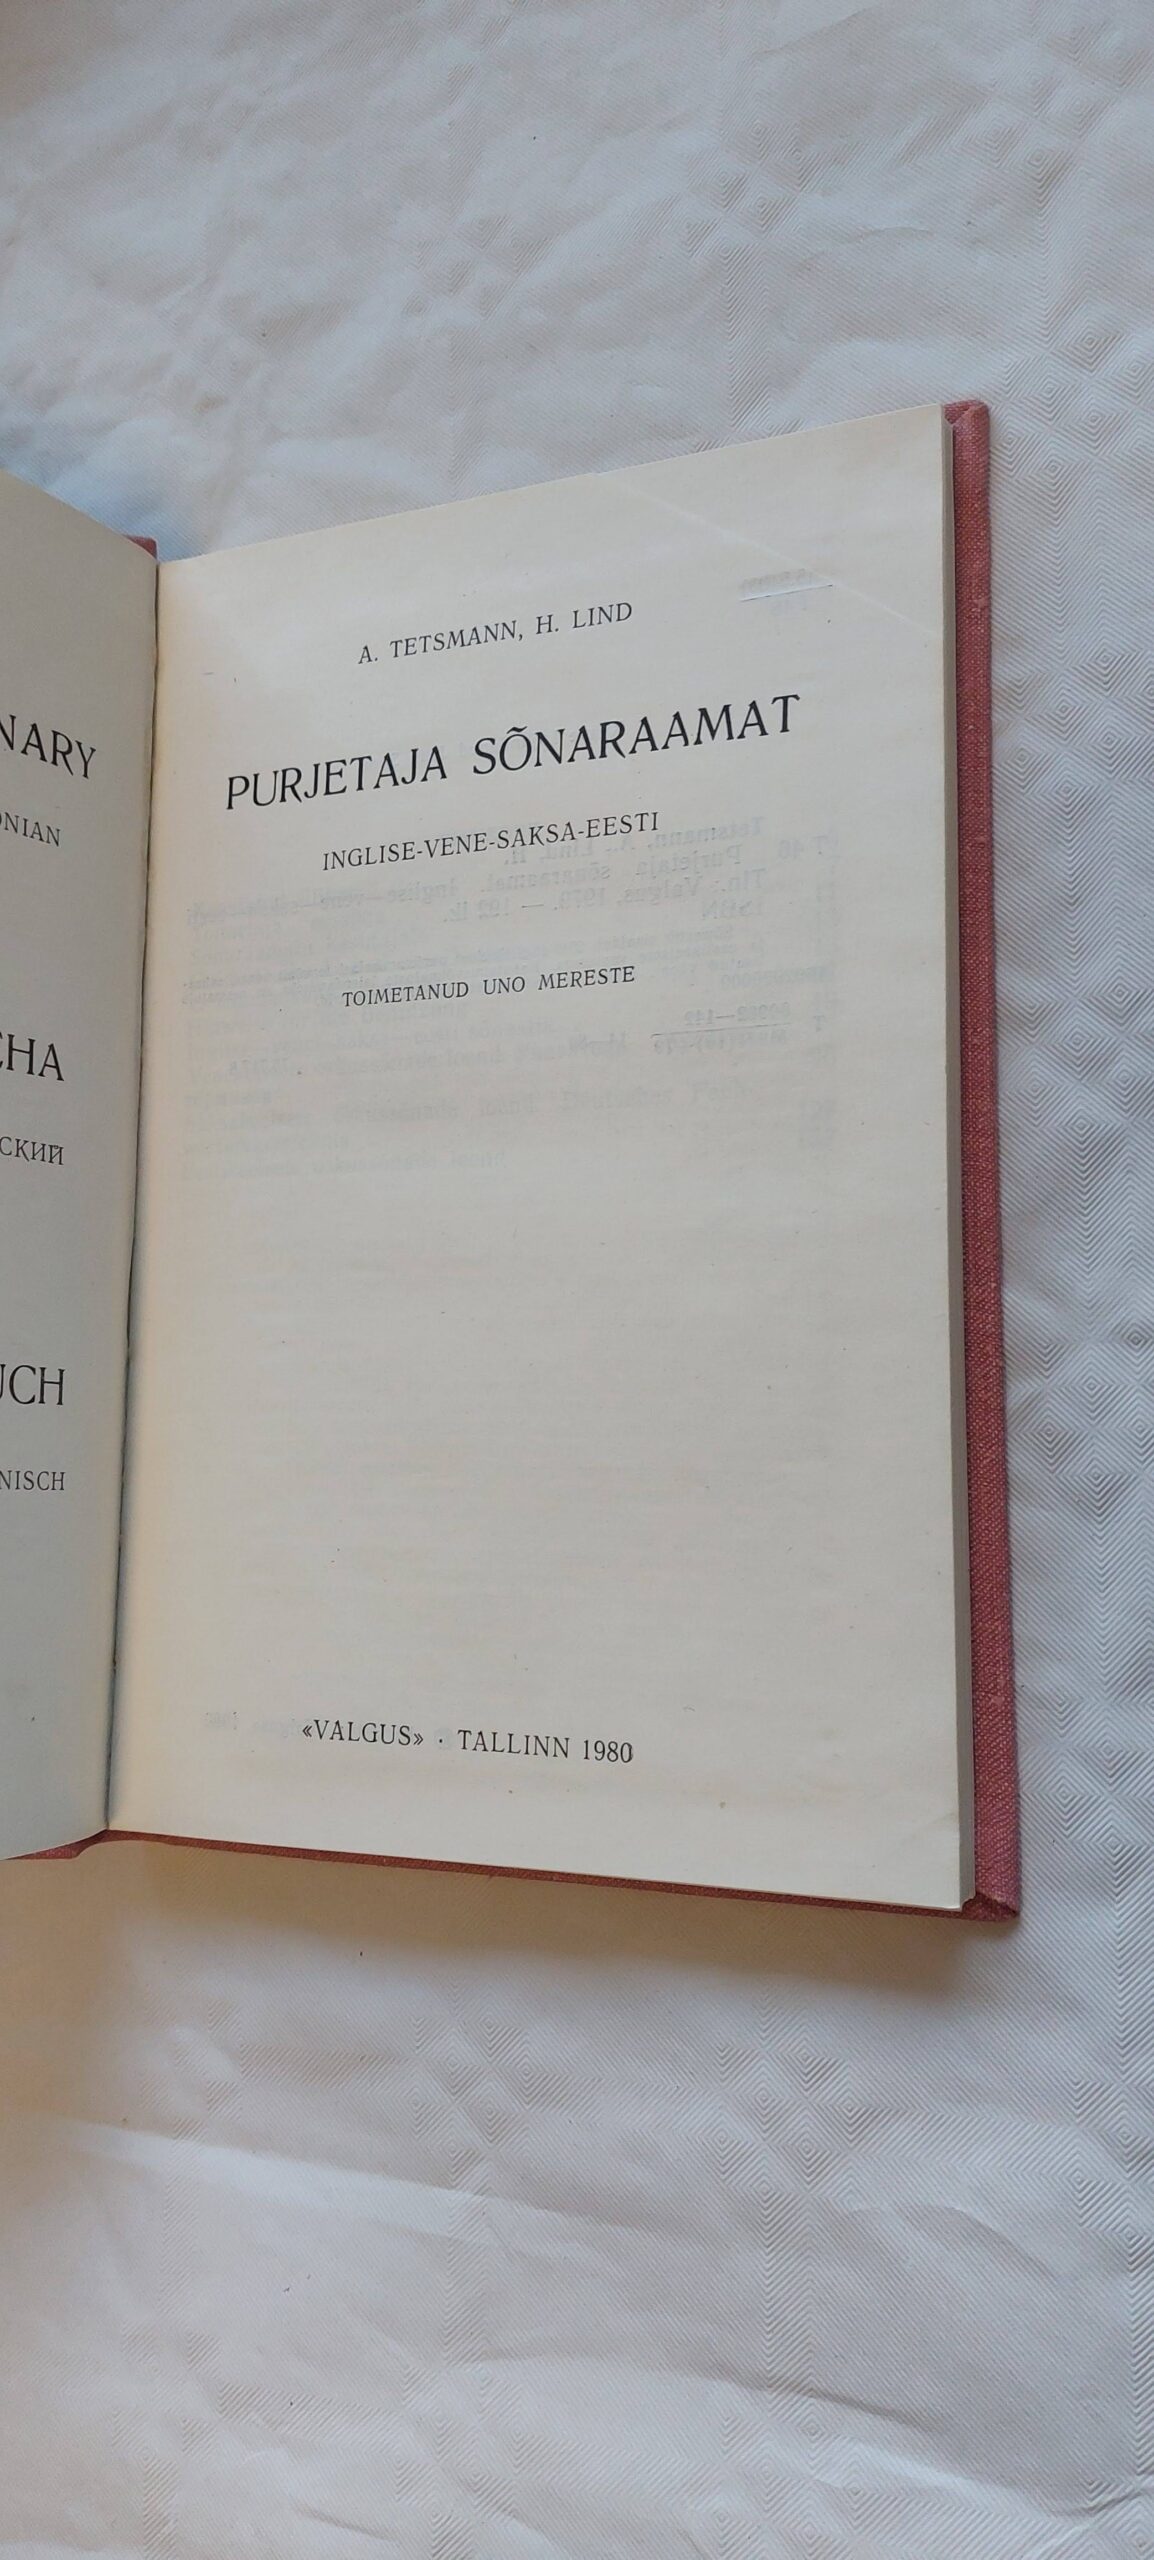 NARY
ONIAN
CHA
СКИЙ
UCH
NISCH
A. TETSMANN, H. LIND
PURJETAJA SÕNARAAMAT
INGLISE-VENE-SAKSA-EESTI
TOIMETANUD UNO MERESTE
«VALGUS» · TALLINN 1980